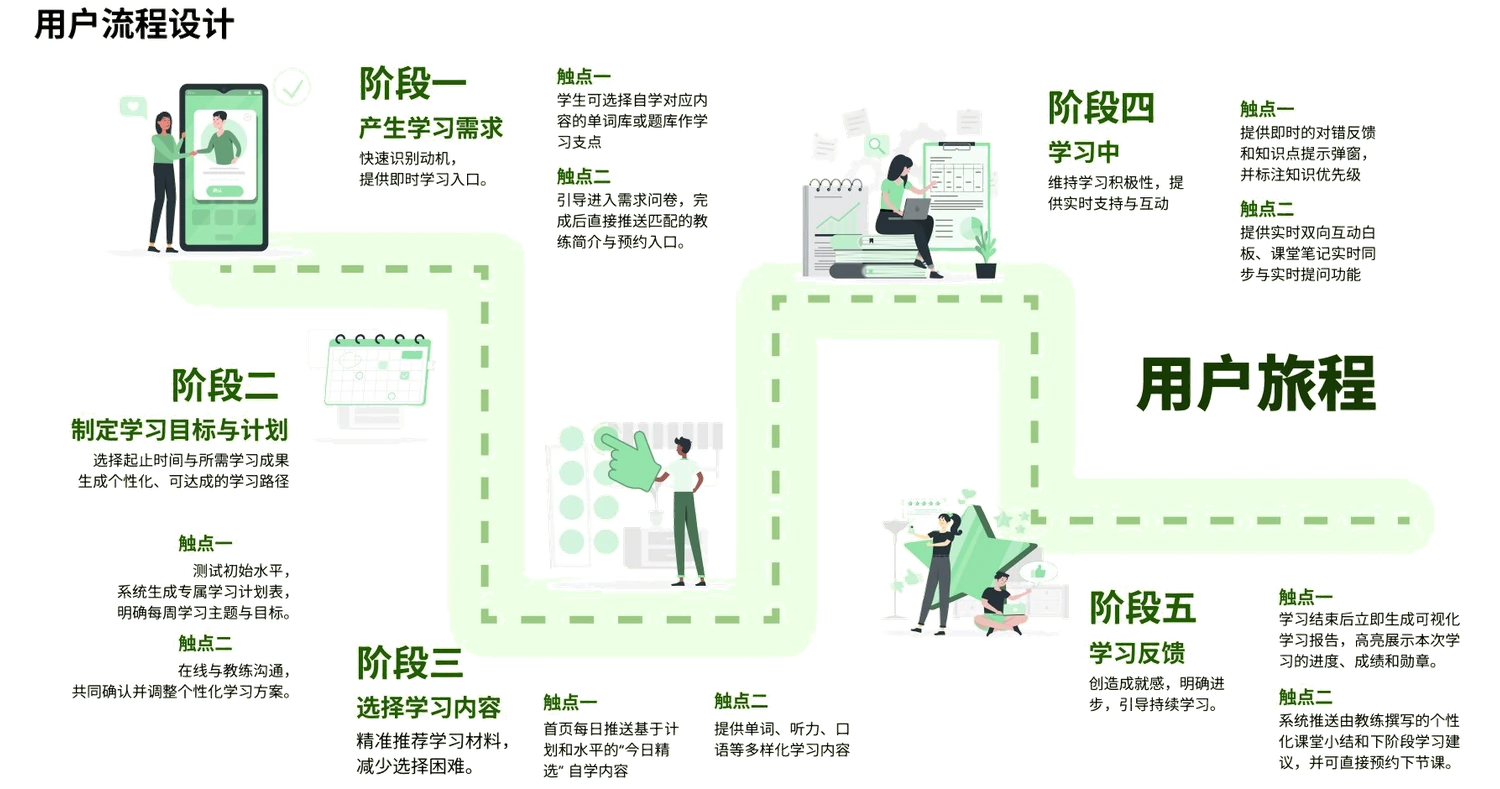 用户流程设计
阶段一
产生学习需求
快速识别动机，
提供即时学习入口。
触点一
学生可选择自学对应内
容的单词库或题库作学
习支点
触点二
引导进入需求问卷，完
成后直接推送匹配的教
练简介与预约入口。
阶段二
制定学习目标与计划
选择起止时间与所需学习成果
生成个性化、可达成的学习路径
触点一
测试初始水平，
系统生成专属学习计划表，
明确每周学习主题与目标。
触点二
在线与教练沟通，
共同确认并调整个性化学习方案。
阶段三
选择学习内容
精准推荐学习材料，
减少选择困难。
触点一
首页每日推送基于计
划和水平的“今日精
选” 自学内容
触点二
提供单词、听力、口
语等多样化学习内容
阶段四
学习中
维持学习积极性，提
供实时支持与互动
触点一
提供即时的对错反馈
和知识点提示弹窗，
并标注知识优先级
触点二
提供实时双向互动白
板、课堂笔记实时同
步与实时提问功能
用户旅程
阶段五
学习反馈
创造成就感，明确进
步，引导持续学习。
触点一
学习结束后立即生成可视化
学习报告，高亮展示本次学
习的进度、成绩和勋章。
触点二
系统推送由教练撰写的个性
化课堂小结和下阶段学习建
议，并可直接预约下节课。